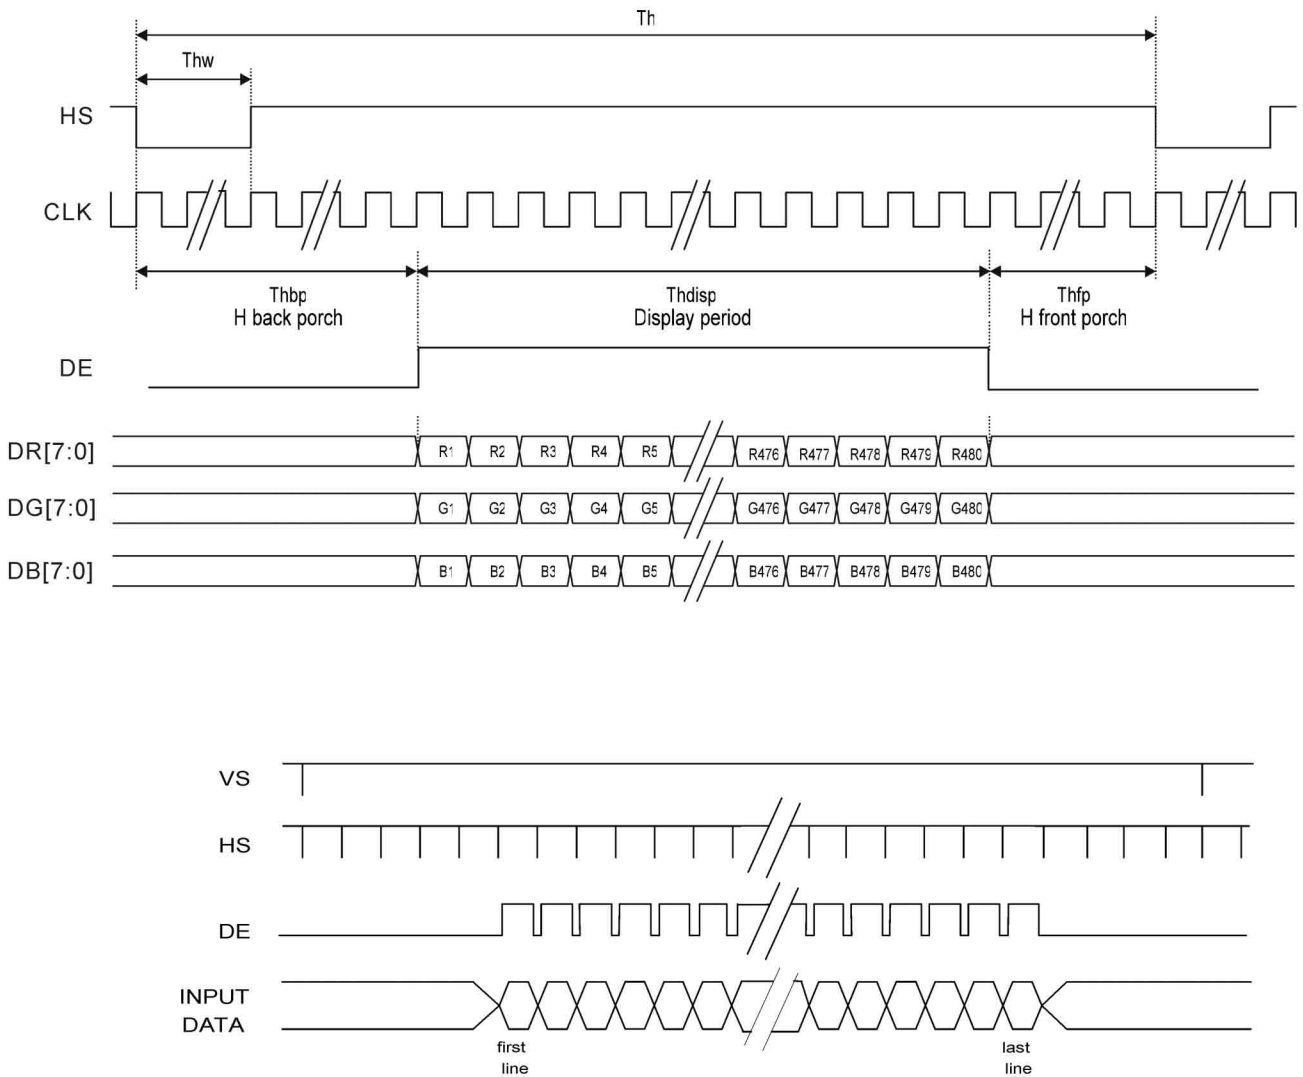 Th
Thw
HS
CLK
Thbp
H back porch
Thdisp
Display period
Thfp
H front porch
DE
DR[7:0]
R1 R2 R3 R4 R5 R476 R477 R478 R479 R480
DG[7:0]
G1 G2 G3 G4 G5 G476 G477 G478 G479 G480
DB[7:0]
B1 B2 B3 B4 B5 B476 B477 B478 B479 B480
VS
HS
DE
INPUT
DATA
first
line
last
line